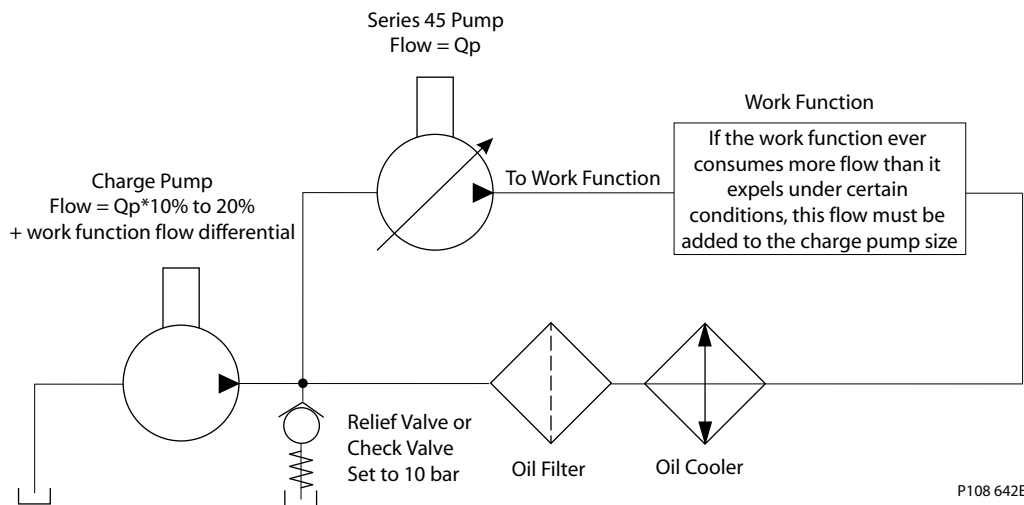 Series 45 Pump
Flow = Qp
Work Function
If the work function ever
consumes more flow than it
expels under certain
conditions, this flow must be
added to the charge pump size
To Work Function
Charge Pump
Flow = Qp*10% to 20%
+ work function flow differential
Relief Valve or
Check Valve
Set to 10 bar
Oil Filter
Oil Cooler
P108 642E